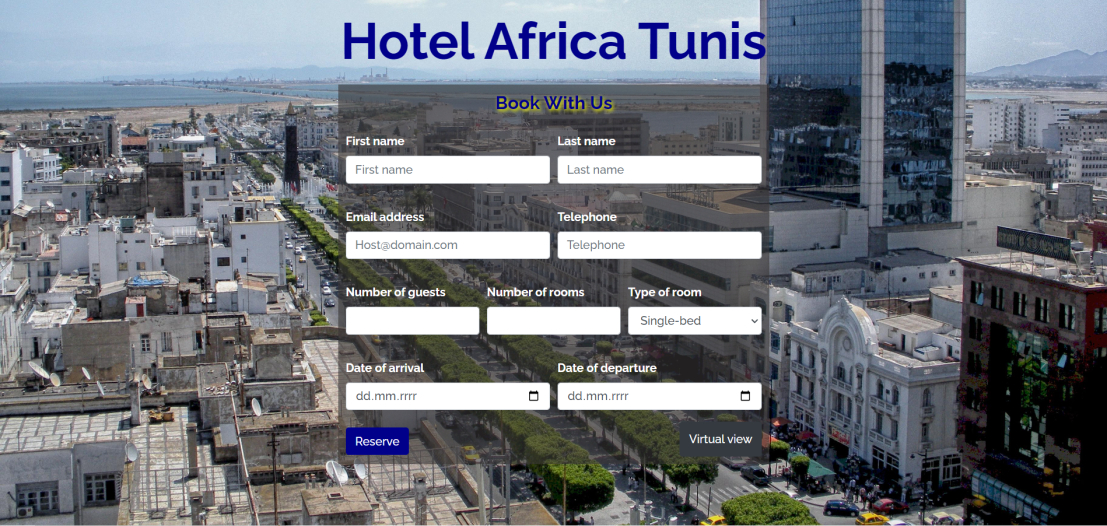 Hotel Africa Tunis
Book With Us
First name Last name
First name Last name
Email address Telephone
Host@domain.com Telephone
Number of guests Number of rooms Type of room
Single-bed
Date of arrival Date of departure
dd.mm.rrrr dd.mm.rrrr
Reserve Virtual view